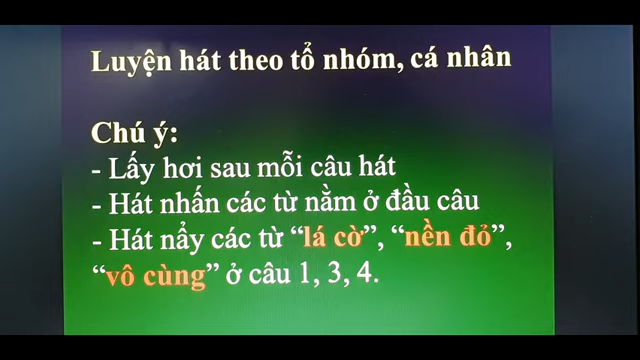 Luyện hát theo tổ nhóm, cá nhân
Chú ý:
- Lấy hơi sau mỗi câu hát
- Hát nhấn các từ nằm ở đầu câu
- Hát nẩy các từ “lá cờ”, “nền đỏ”,
“vô cùng” ở câu 1, 3, 4.